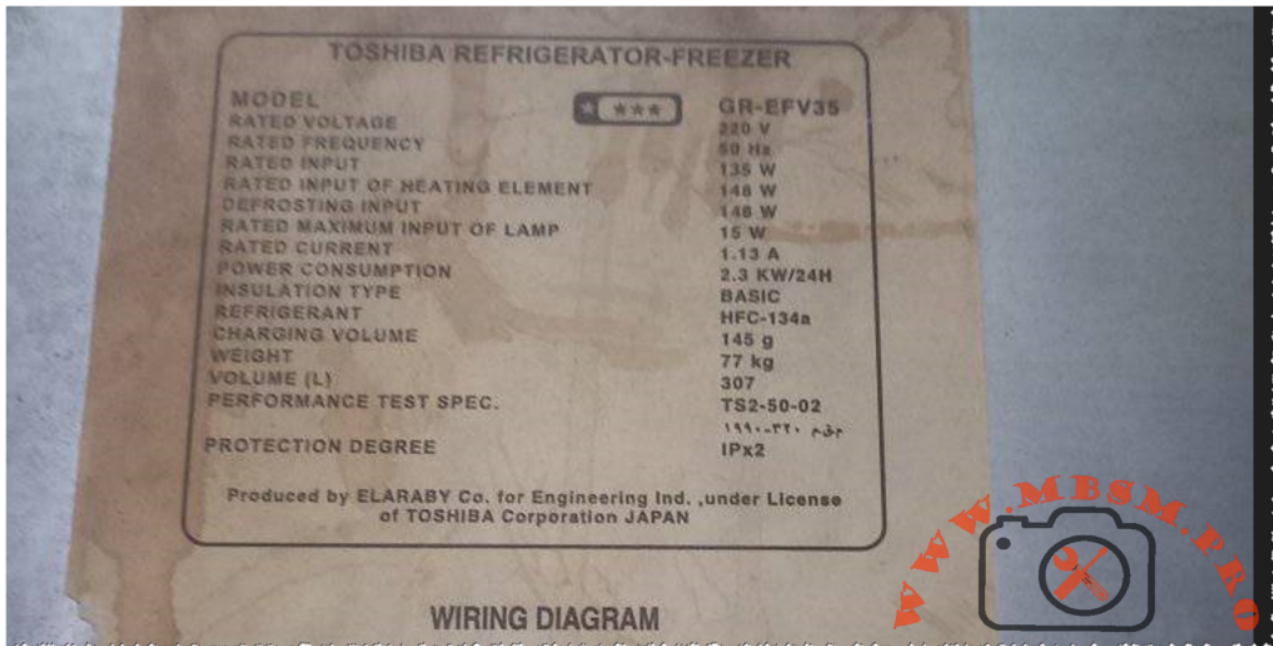 TOSHIBA REFRIGERATOR-FREEZER
MODEL GR-EFV35
RATED VOLTAGE 220 V
RATED FREQUENCY 50 Hz
RATED INPUT 135 W
RATED INPUT OF HEATING ELEMENT 148 W
DEFROSTING INPUT 148 W
RATED MAXIMUM INPUT OF LAMP 15 W
RATED CURRENT 1.13 A
POWER CONSUMPTION 2.3 KW/24H
INSULATION TYPE BASIC
REFRIGERANT HFC-134a
CHARGING VOLUME 145 g
WEIGHT 77 kg
VOLUME (L) 307
PERFORMANCE TEST SPEC. TS2-50-02
م ق م ٣٢٠-١٩٩٠
PROTECTION DEGREE IPx2
Produced by ELARABY Co. for Engineering Ind. ,under License
of TOSHIBA Corporation JAPAN
WIRING DIAGRAM
WWW.MBSM.PRO